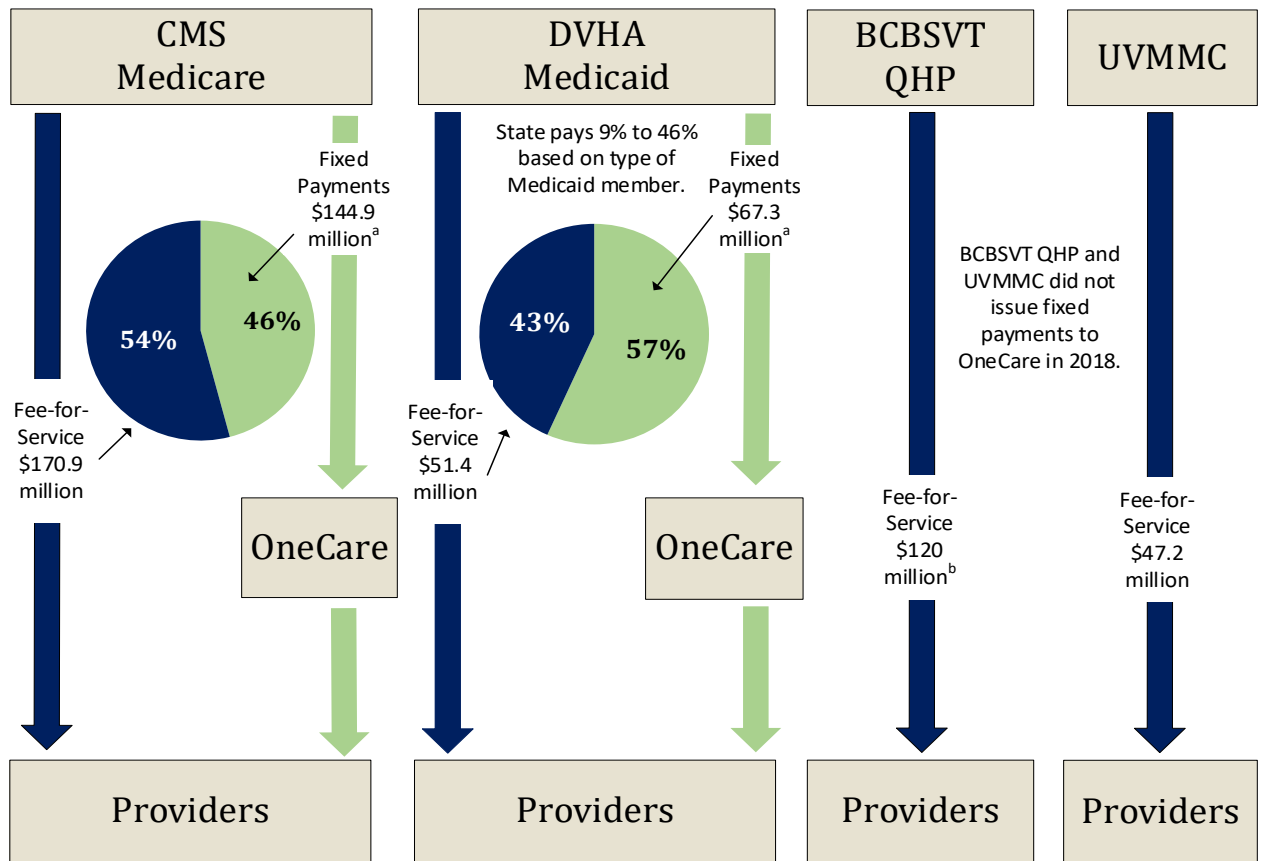 CMS
Medicare
DVHA
Medicaid
BCBSVT
QHP
UVMMC
Fixed
Payments
$144.9
million^a
54%
46%
Fee-for-
Service
$170.9
million
OneCare
State pays 9% to 46%
based on type of
Medicaid member.
Fixed
Payments
$67.3
million^a
43%
57%
Fee-for-
Service
$51.4
million
OneCare
BCBSVT QHP and
UVMMC did not
issue fixed
payments to
OneCare in 2018.
Fee-for-
Service
$120
million^b
Fee-for-
Service
$47.2
million
Providers
Providers
Providers
Providers